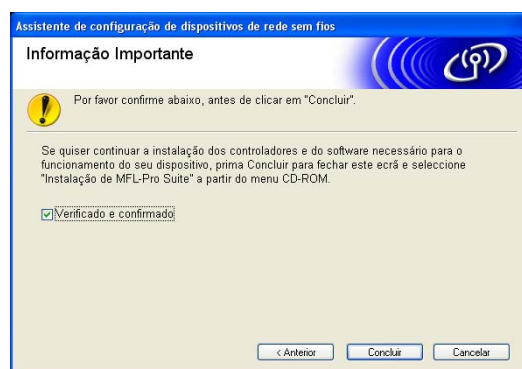 Assistente de configuração de dispositivos de rede sem fios
Informação Importante
Por favor confirme abaixo, antes de clicar em "Concluir".
Se quiser continuar a instalação dos controladores e do software necessário para o
funcionamento do seu dispositivo, prima Concluir para fechar este ecrã e seleccione
"Instalação de MFL-Pro Suite" a partir do menu CD-ROM.
Verificado e confirmado
< Anterior
Concluir
Cancelar